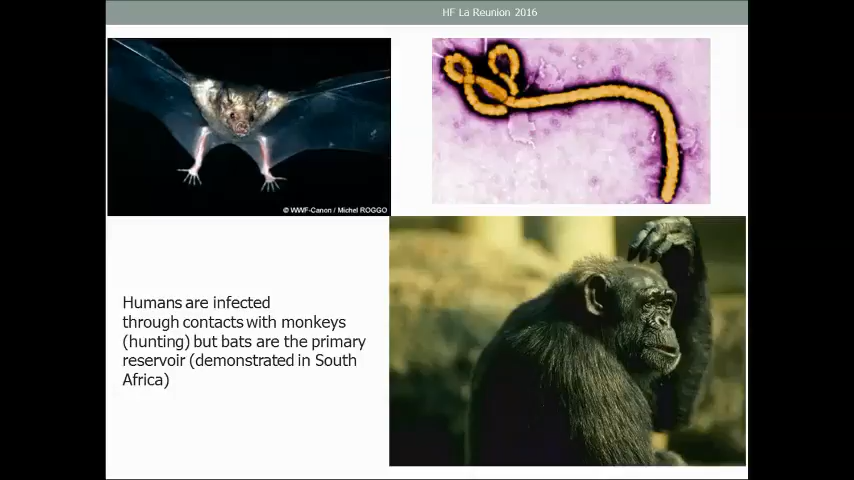 HF La Reunion 2016
© WWF-Canon / Michel ROGGO
Humans are infected
through contacts with monkeys
(hunting) but bats are the primary
reservoir (demonstrated in South
Africa)